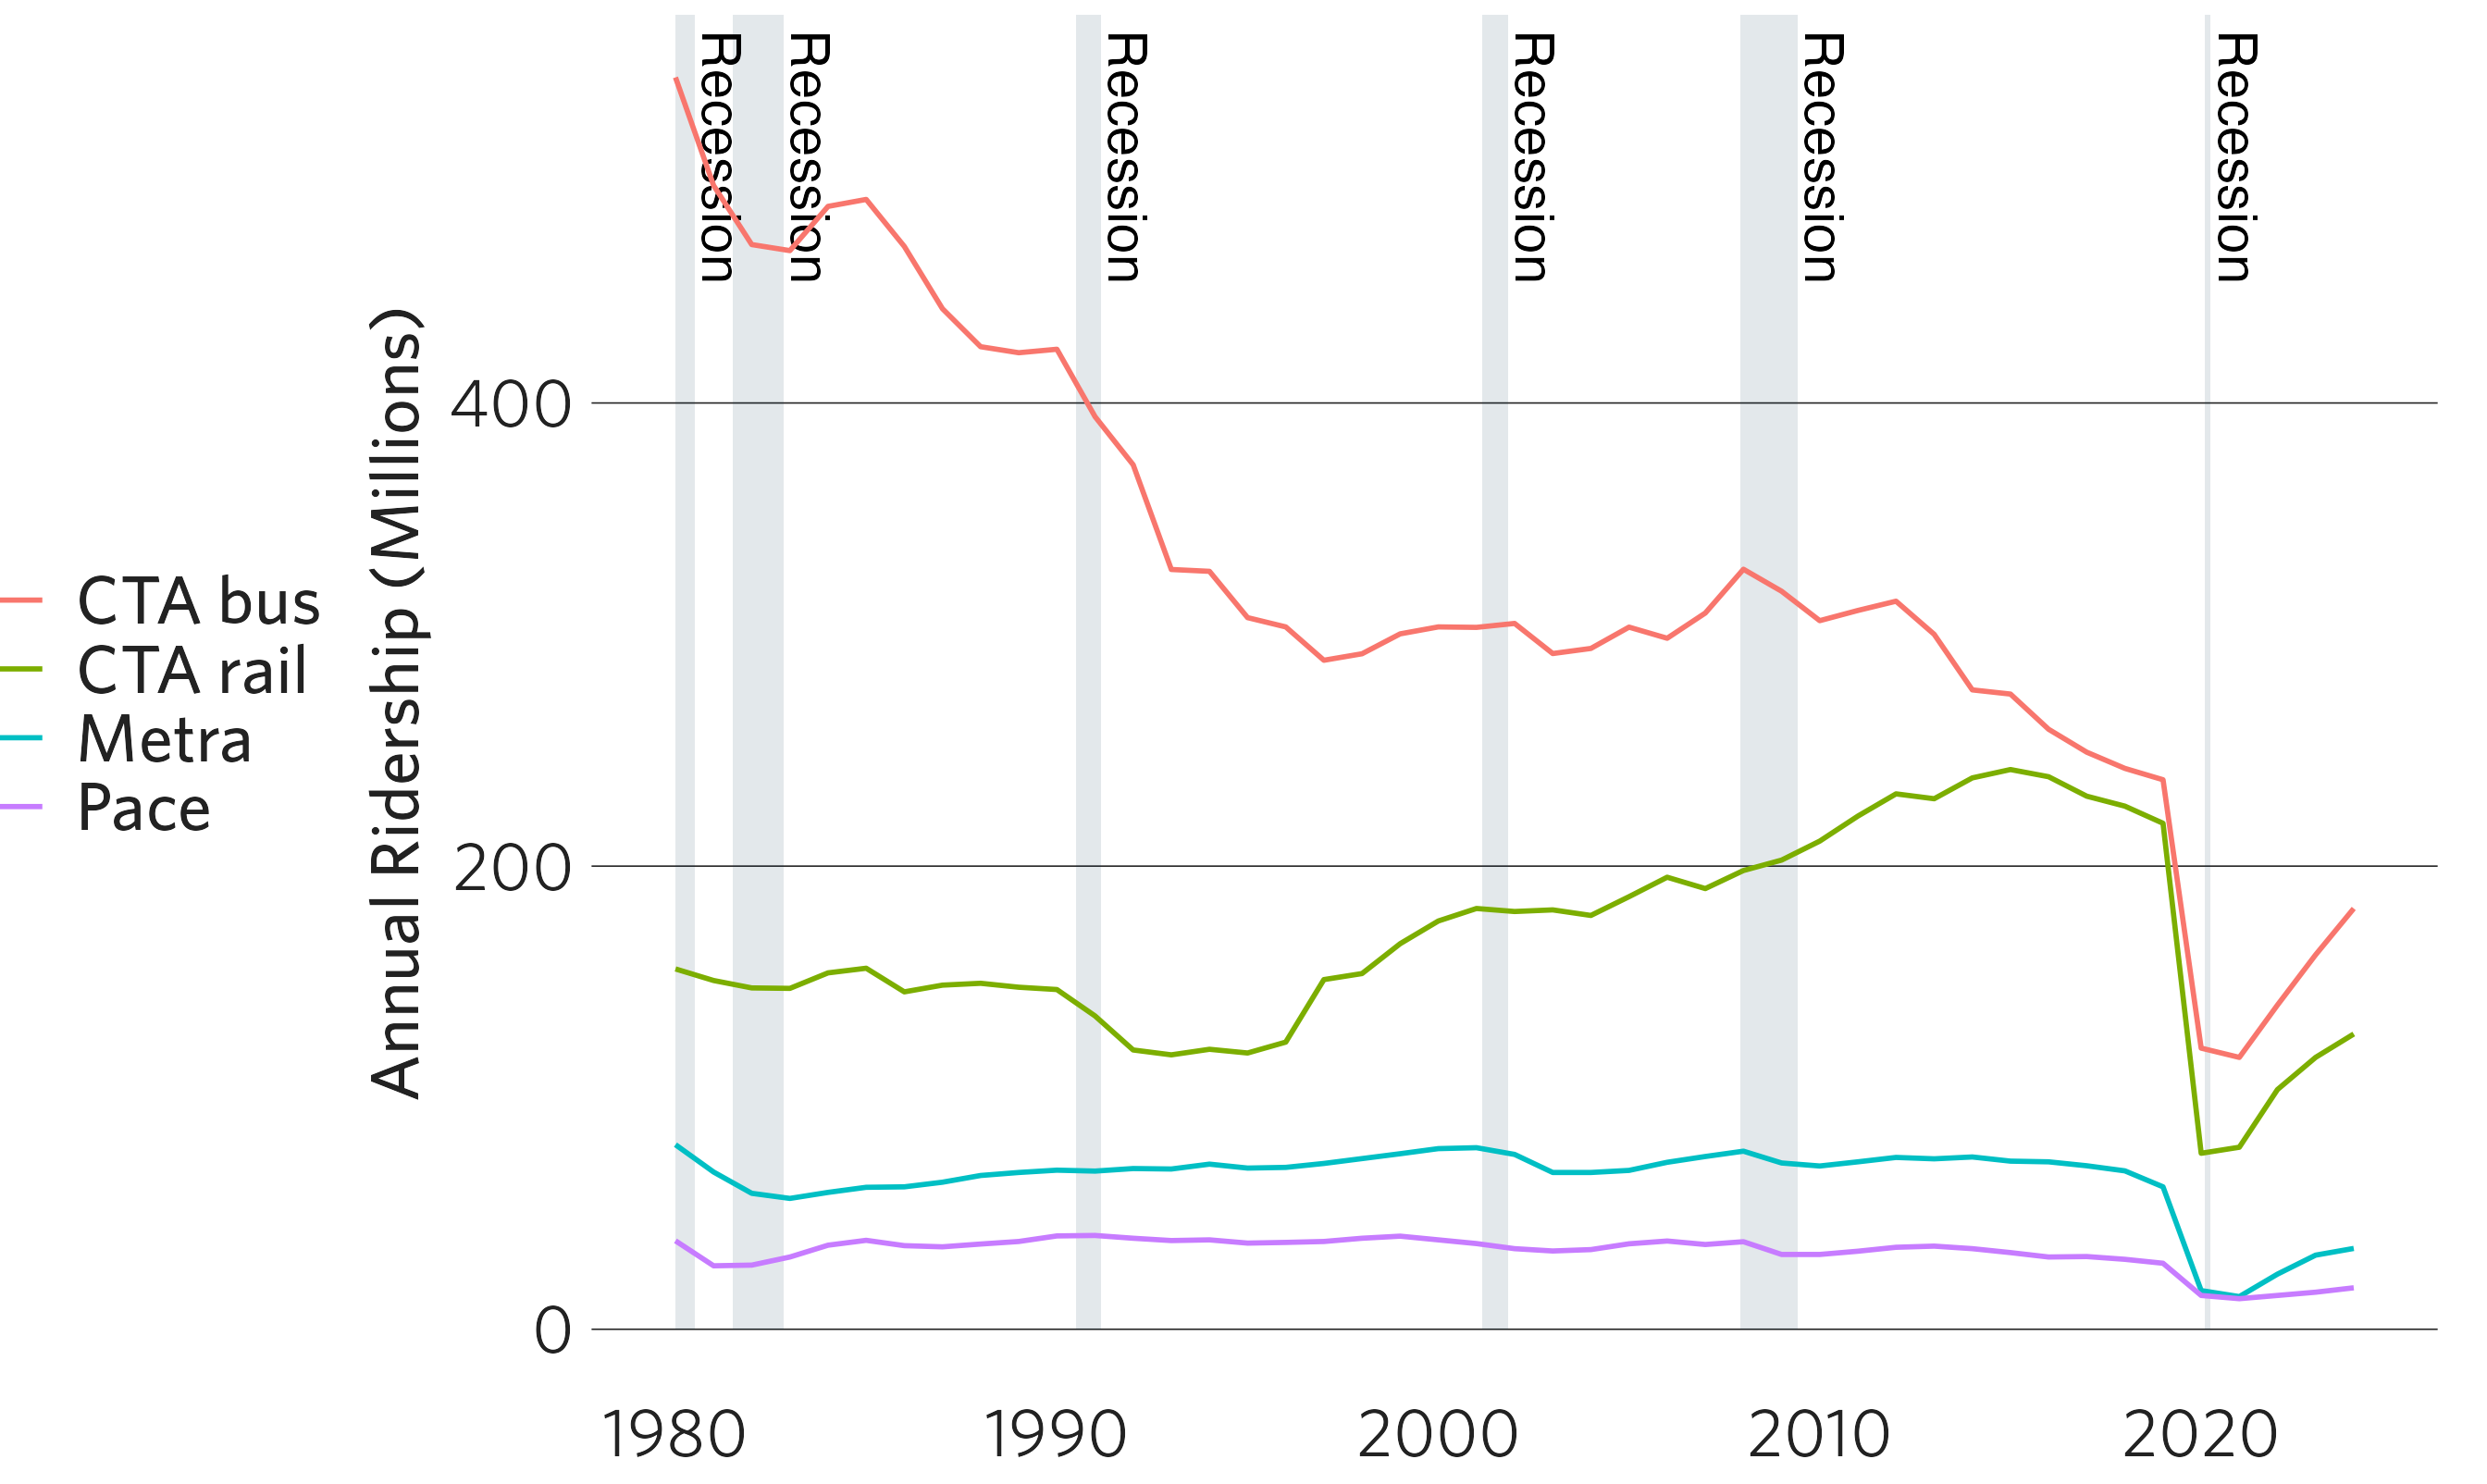 Recession
Recession
Recession
Recession
Recession
Recession
Annual Ridership (Millions)
400
200
0
CTA bus
CTA rail
Metra
Pace
1980
1990
2000
2010
2020